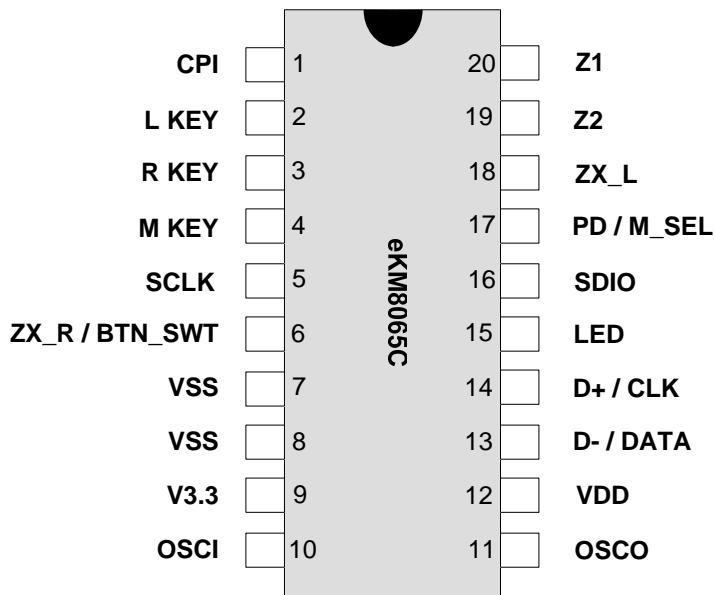 CPI 1 20 Z1
L KEY 2 19 Z2
R KEY 3 18 ZX_L
M KEY 4 17 PD / M_SEL
SCLK 5 16 SDIO
ZX_R / BTN_SWT 6 15 LED
VSS 7 14 D+ / CLK
VSS 8 13 D- / DATA
V3.3 9 12 VDD
OSCI 10 11 OSCO
eKM8065C